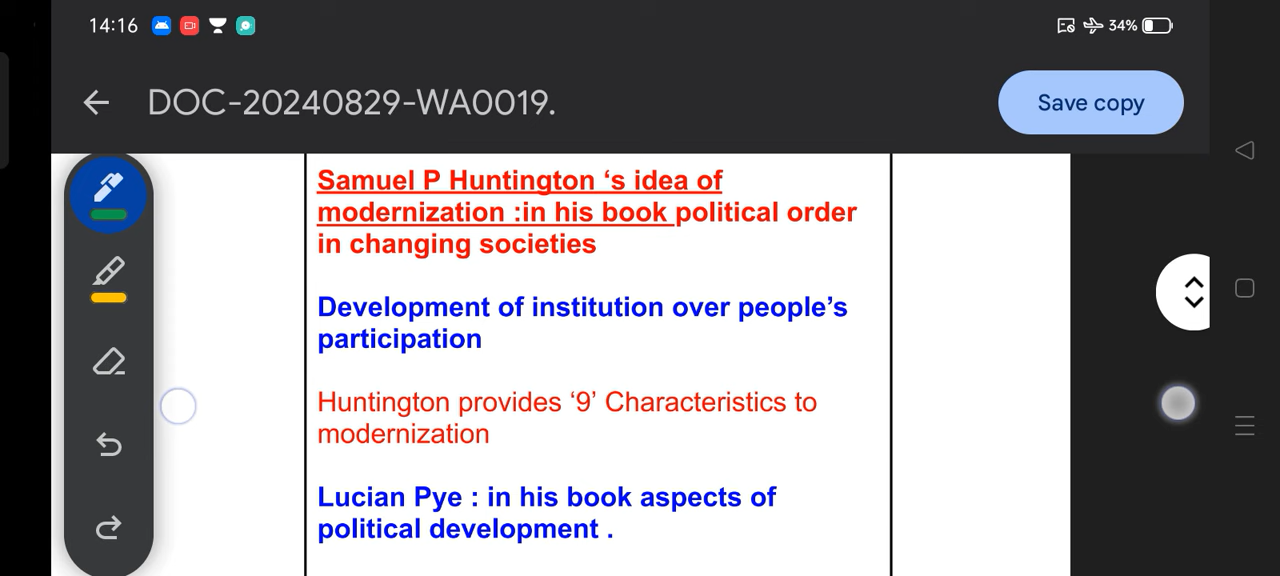 14:16
34%
DOC-20240829-WA0019.
Save copy
Samuel P Huntington ‘s idea of
modernization :in his book political order
in changing societies
Development of institution over people’s
participation
Huntington provides ‘9’ Characteristics to
modernization
Lucian Pye : in his book aspects of
political development .